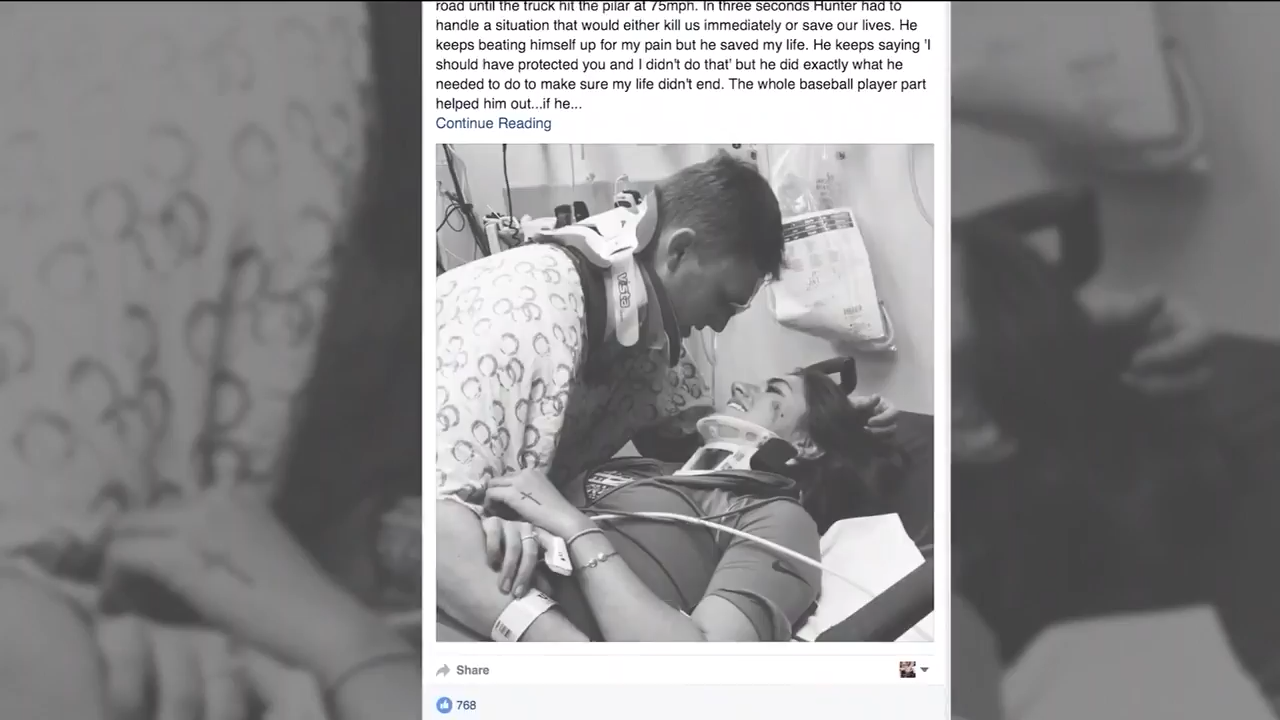 road until the truck hit the pilar at 75mph. In three seconds Hunter had to
handle a situation that would either kill us immediately or save our lives. He
keeps beating himself up for my pain but he saved my life. He keeps saying 'I
should have protected you and I didn't do that' but he did exactly what he
needed to do to make sure my life didn't end. The whole baseball player part
helped him out...if he...
Continue Reading
Share
768